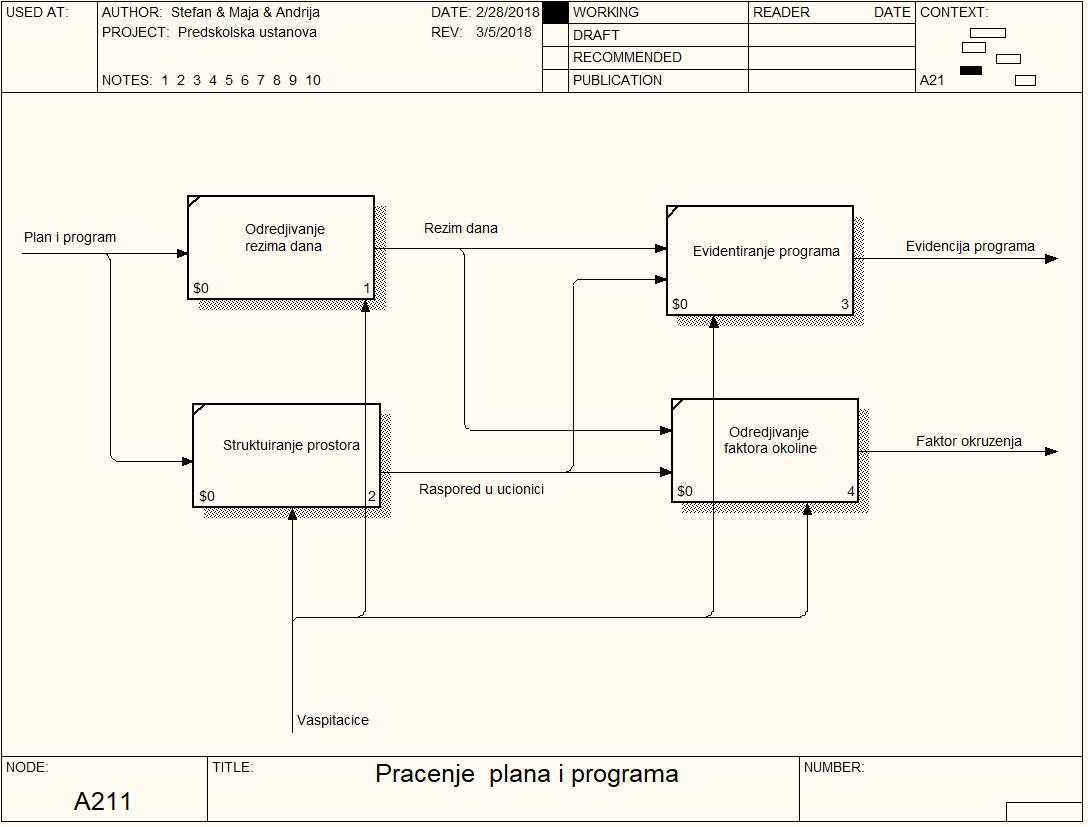 USED AT:
AUTHOR: Stefan & Maja & Andrija
DATE: 2/28/2018
PROJECT: Predskolska ustanova
REV: 3/5/2018
NOTES: 1 2 3 4 5 6 7 8 9 10
WORKING
DRAFT
RECOMMENDED
PUBLICATION
READER DATE
CONTEXT:
A21
Plan i program
Odredjivanje
rezima dana
$0 1
Rezim dana
Evidentiranje programa
$0 3
Evidencija programa
Struktuiranje prostora
$0 2
Raspored u ucionici
Odredjivanje
faktora okoline
$0 4
Faktor okruzenja
Vaspitacice
NODE:
A211
TITLE:
Pracenje plana i programa
NUMBER: